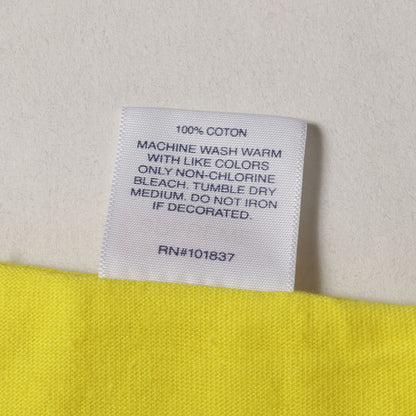 100% COTON
MACHINE WASH WARM
WITH LIKE COLORS
ONLY NON-CHLORINE
BLEACH. TUMBLE DRY
MEDIUM. DO NOT IRON
IF DECORATED.
RN#101837